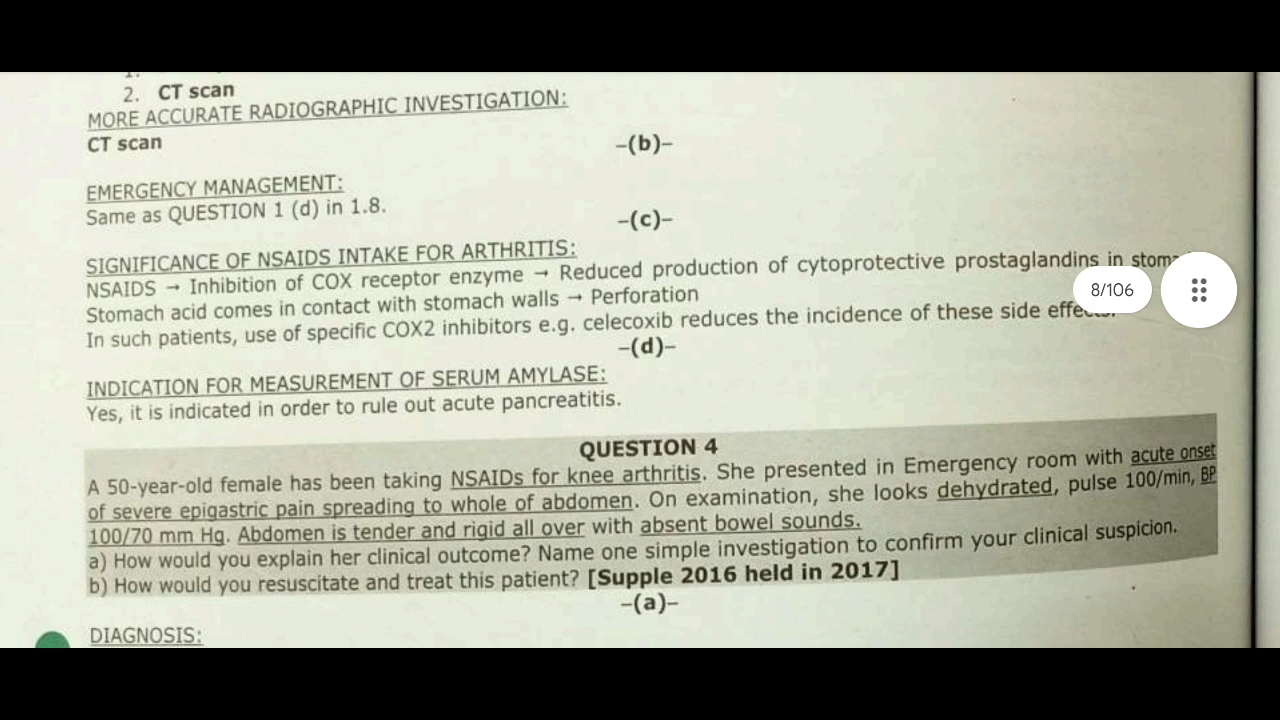 1.
2. CT scan
MORE ACCURATE RADIOGRAPHIC INVESTIGATION:
CT scan
–(b)–
EMERGENCY MANAGEMENT:
Same as QUESTION 1 (d) in 1.8.
–(c)–
SIGNIFICANCE OF NSAIDS INTAKE FOR ARTHRITIS:
NSAIDS → Inhibition of COX receptor enzyme → Reduced production of cytoprotective prostaglandins in
Stomach acid comes in contact with stomach walls → Perforation
8/106
In such patients, use of specific COX2 inhibitors e.g. celecoxib reduces the incidence of these side
–(d)–
INDICATION FOR MEASUREMENT OF SERUM AMYLASE:
Yes, it is indicated in order to rule out acute pancreatitis.
QUESTION 4
A 50-year-old female has been taking NSAIDs for knee arthritis. She presented in Emergency room with acute onset
of severe epigastric pain spreading to whole of abdomen. On examination, she looks dehydrated, pulse 100/min, BP
100/70 mm Hg. Abdomen is tender and rigid all over with absent bowel sounds.
a) How would you explain her clinical outcome? Name one simple investigation to confirm your clinical suspicion.
b) How would you resuscitate and treat this patient? [Supple 2016 held in 2017]
–(a)–
DIAGNOSIS: